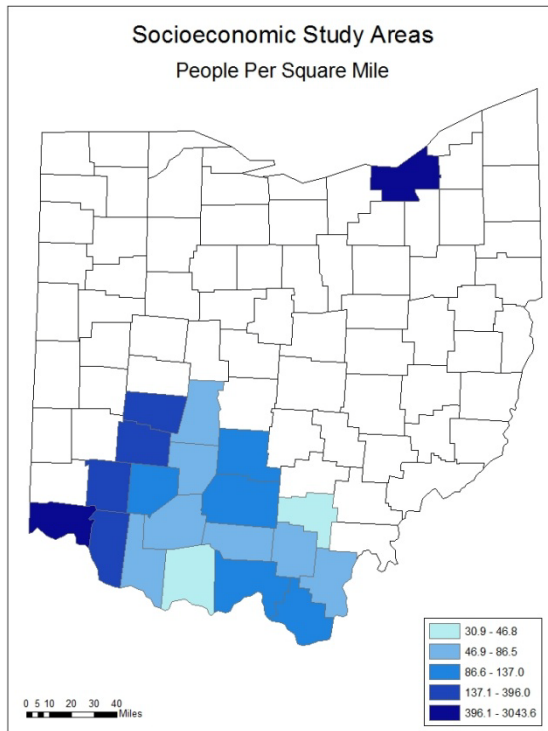 Socioeconomic Study Areas
People Per Square Mile
30.9 - 46.8
46.9 - 86.5
86.6 - 137.0
137.1 - 396.0
396.1 - 3043.6
0 5 10 20 30 40
Miles